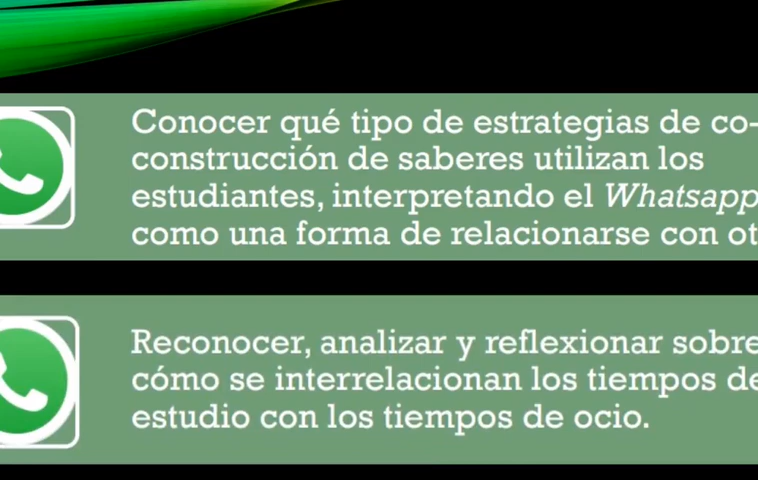 Conocer qué tipo de estrategias de co-
construcción de saberes utilizan los
estudiantes, interpretando el Whatsapp
como una forma de relacionarse con
Reconocer, analizar y reflexionar sobre
cómo se interrelacionan los tiempos de
estudio con los tiempos de ocio.